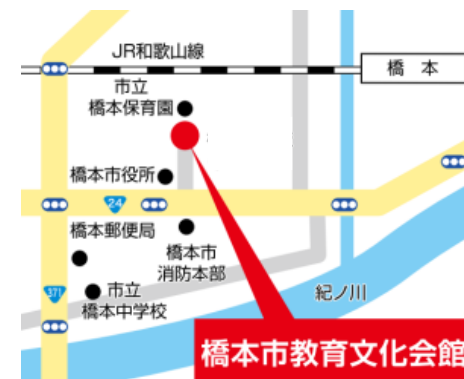 JR和歌山線
橋 本
市立
橋本保育園
橋本市役所
24
橋本郵便局
橋本市
消防本部
371
市立
橋本中学校
紀ノ川
橋本市教育文化会館